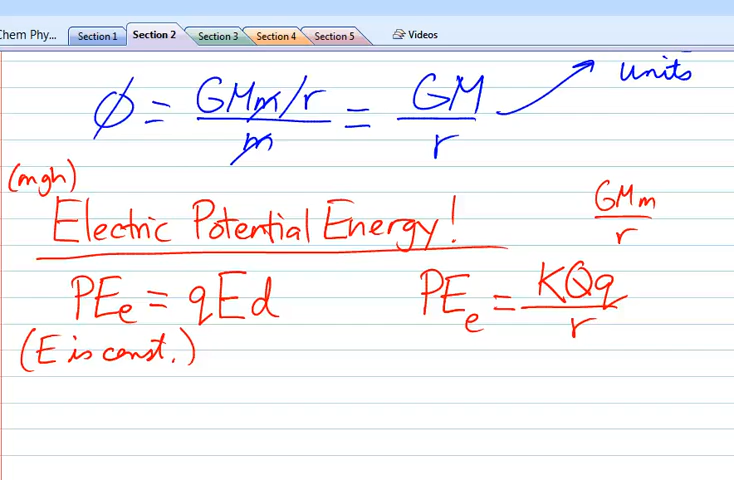 Chem Phy... Section 1 Section 2 Section 3 Section 4 Section 5 Videos
Units
ϕ = GMm/r / m = GM / r
(mgh)
Electric Potential Energy!
GMm / r
PEe = qEd PEe = KQq / r
(E is const.)